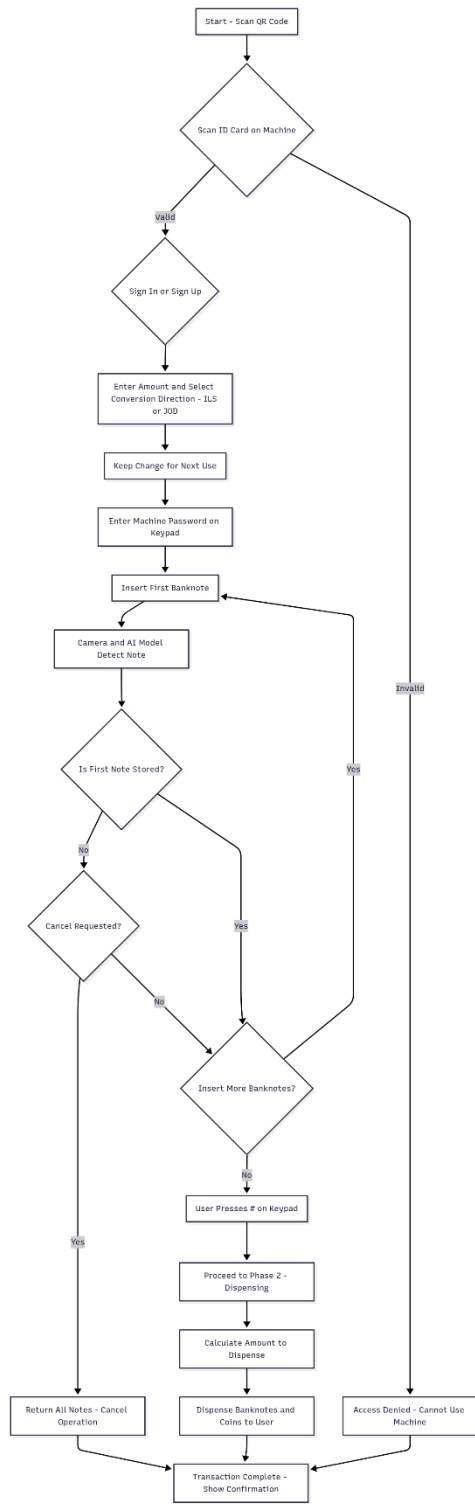 Start - Scan QR Code
Scan ID Card on Machine
Valid
Sign In or Sign Up
Enter Amount and Select
Conversion Direction - ILS
or JOD
Keep Change for Next Use
Enter Machine Password on
Keypad
Insert First Banknote
Camera and AI Model
Detect Note
Invalid
Is First Note Stored?
Yes
No
Cancel Requested?
Yes
No
Insert More Banknotes?
No
User Presses # on Keypad
Yes
Proceed to Phase 2 -
Dispensing
Calculate Amount to
Dispense
Return All Notes - Cancel
Operation
Dispense Banknotes and
Coins to User
Access Denied - Cannot Use
Machine
Transaction Complete -
Show Confirmation